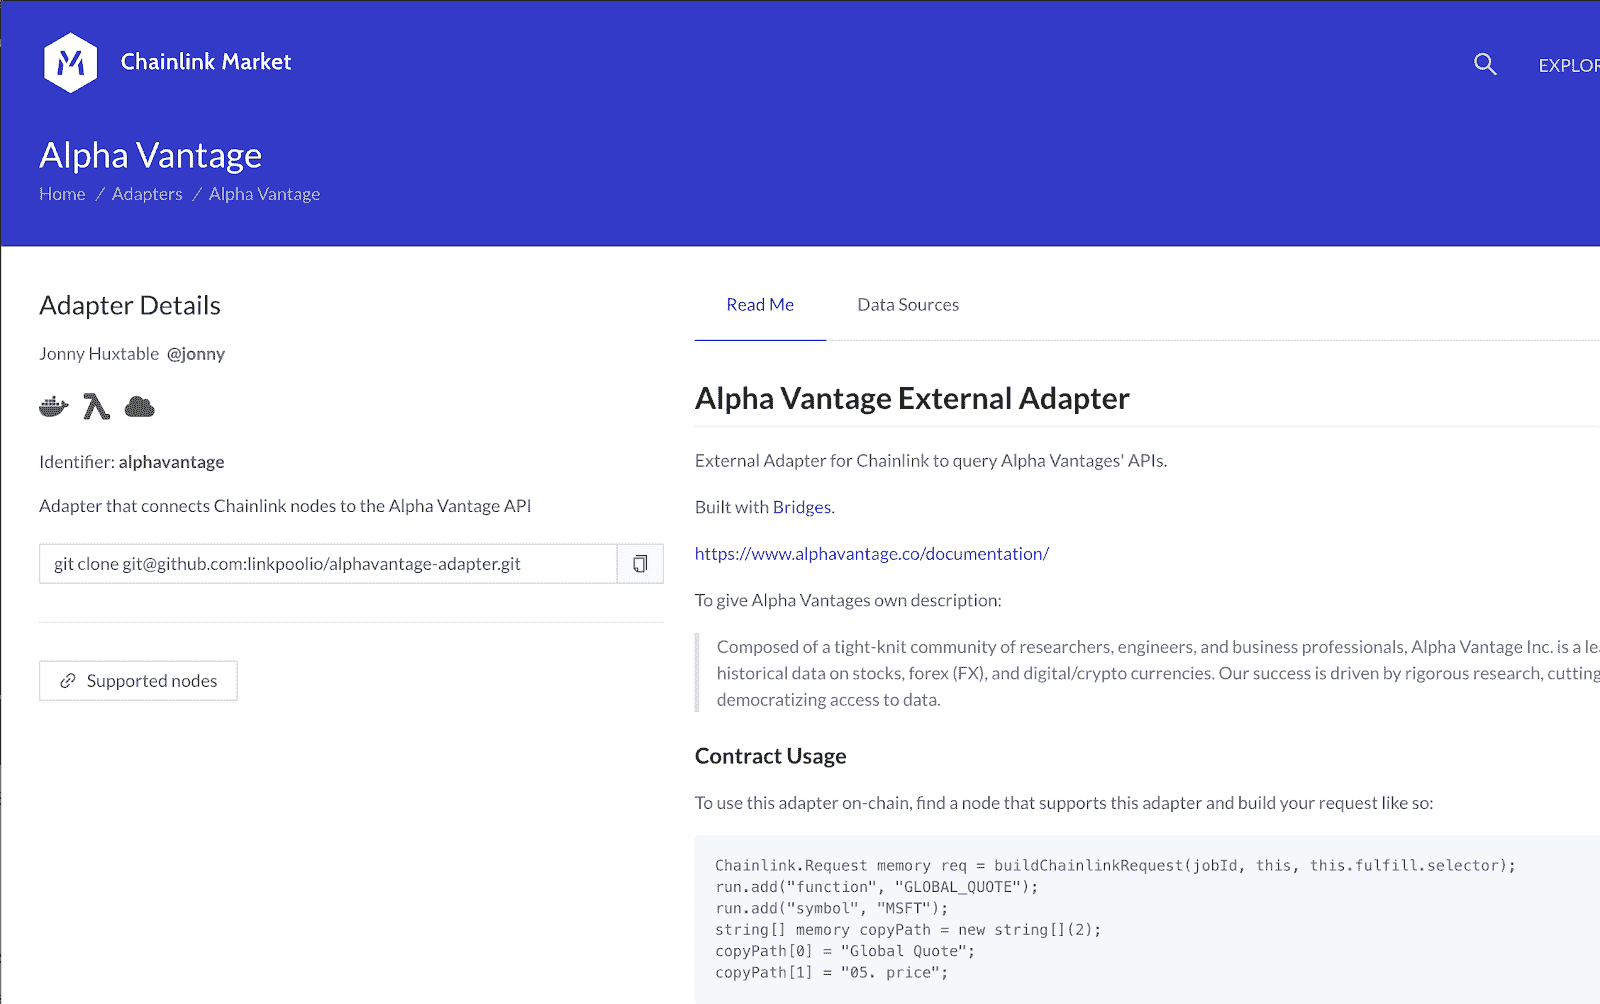 Chainlink Market
EXPLOR
Alpha Vantage
Home / Adapters / Alpha Vantage
Adapter Details
Jonny Huxtable @jonny
Identifier: alphavantage
Adapter that connects Chainlink nodes to the Alpha Vantage API
git clone git@github.com:linkpoolio/alphavantage-adapter.git
Supported nodes
Read Me Data Sources
Alpha Vantage External Adapter
External Adapter for Chainlink to query Alpha Vantages' APIs.
Built with Bridges.
https://www.alphavantage.co/documentation/
To give Alpha Vantages own description:
Composed of a tight-knit community of researchers, engineers, and business professionals, Alpha Vantage Inc. is a lea
historical data on stocks, forex (FX), and digital/crypto currencies. Our success is driven by rigorous research, cutting
democratizing access to data.
Contract Usage
To use this adapter on-chain, find a node that supports this adapter and build your request like so:
Chainlink.Request memory req = buildChainlinkRequest(jobId, this, this.fulfill.selector);
run.add("function", "GLOBAL_QUOTE");
run.add("symbol", "MSFT");
string[] memory copyPath = new string[](2);
copyPath[0] = "Global Quote";
copyPath[1] = "05. price";